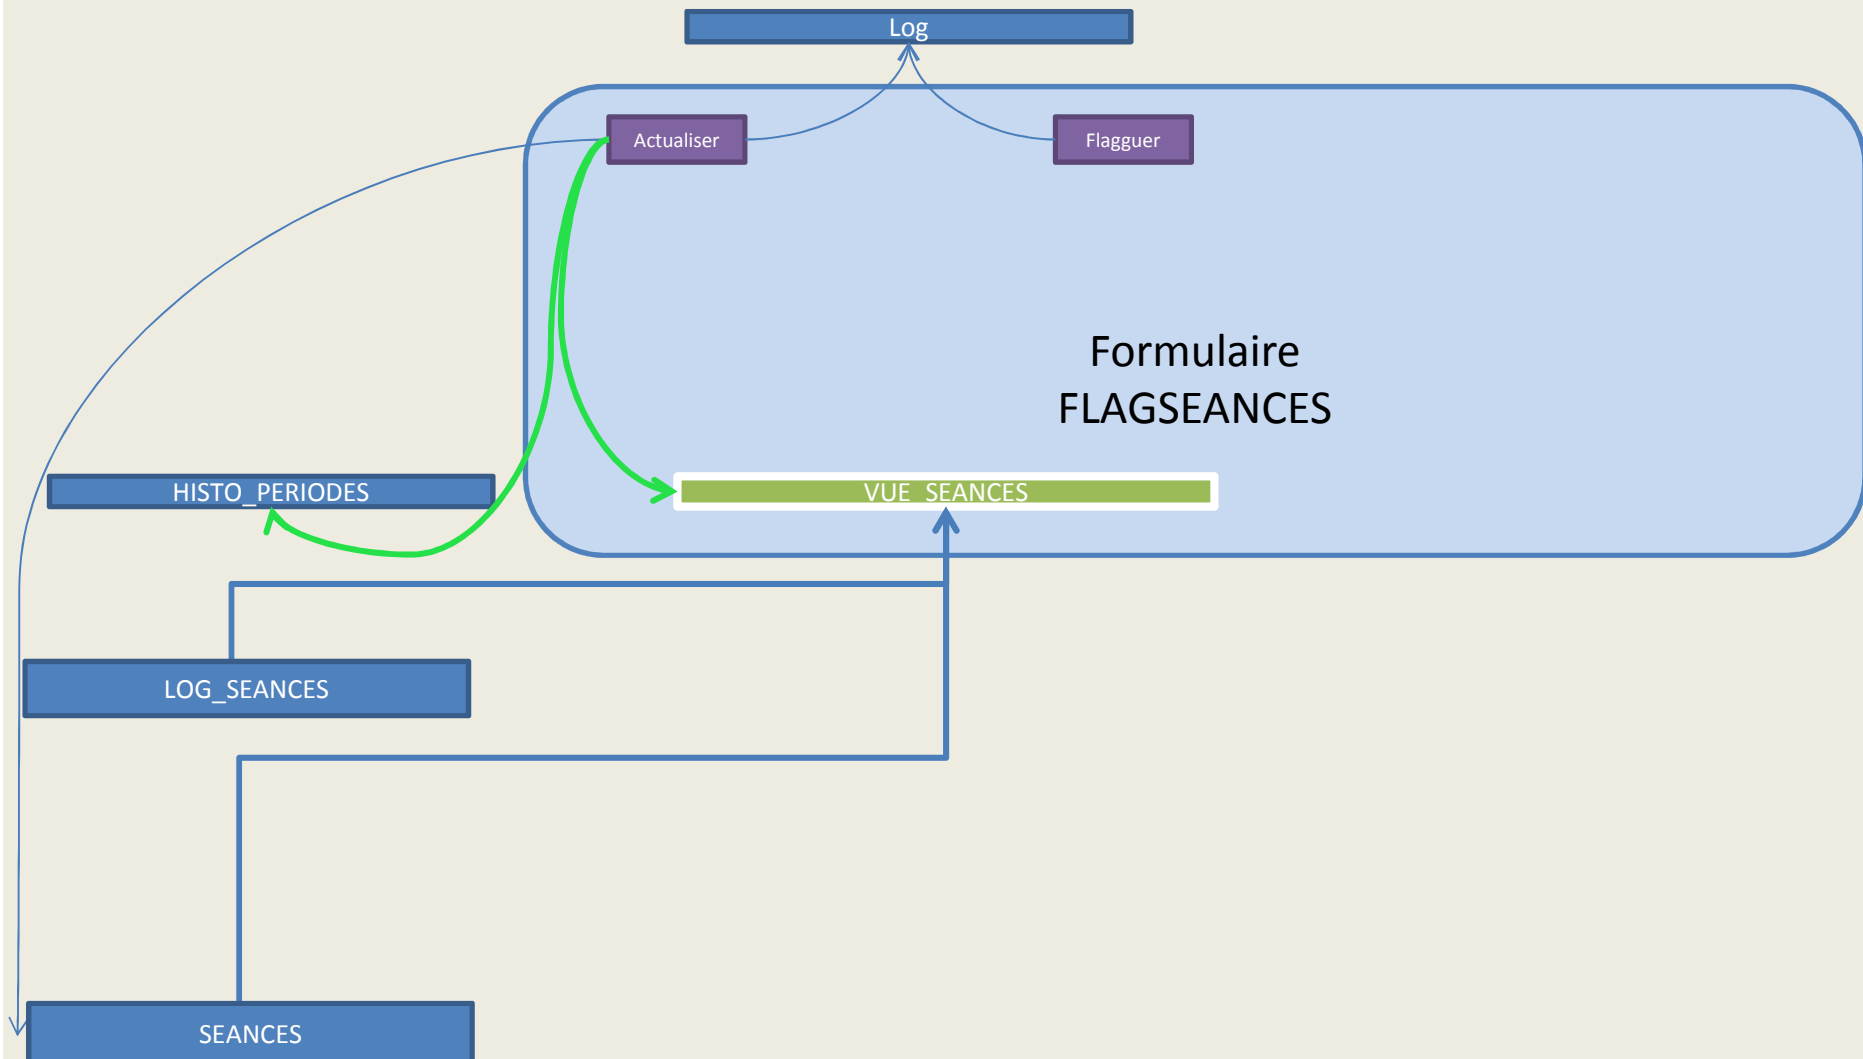 Log
Actualiser
Flagguer
Formulaire
FLAGSEANCES
HISTO_PERIODES
VUE_SEANCES
LOG_SEANCES
SEANCES